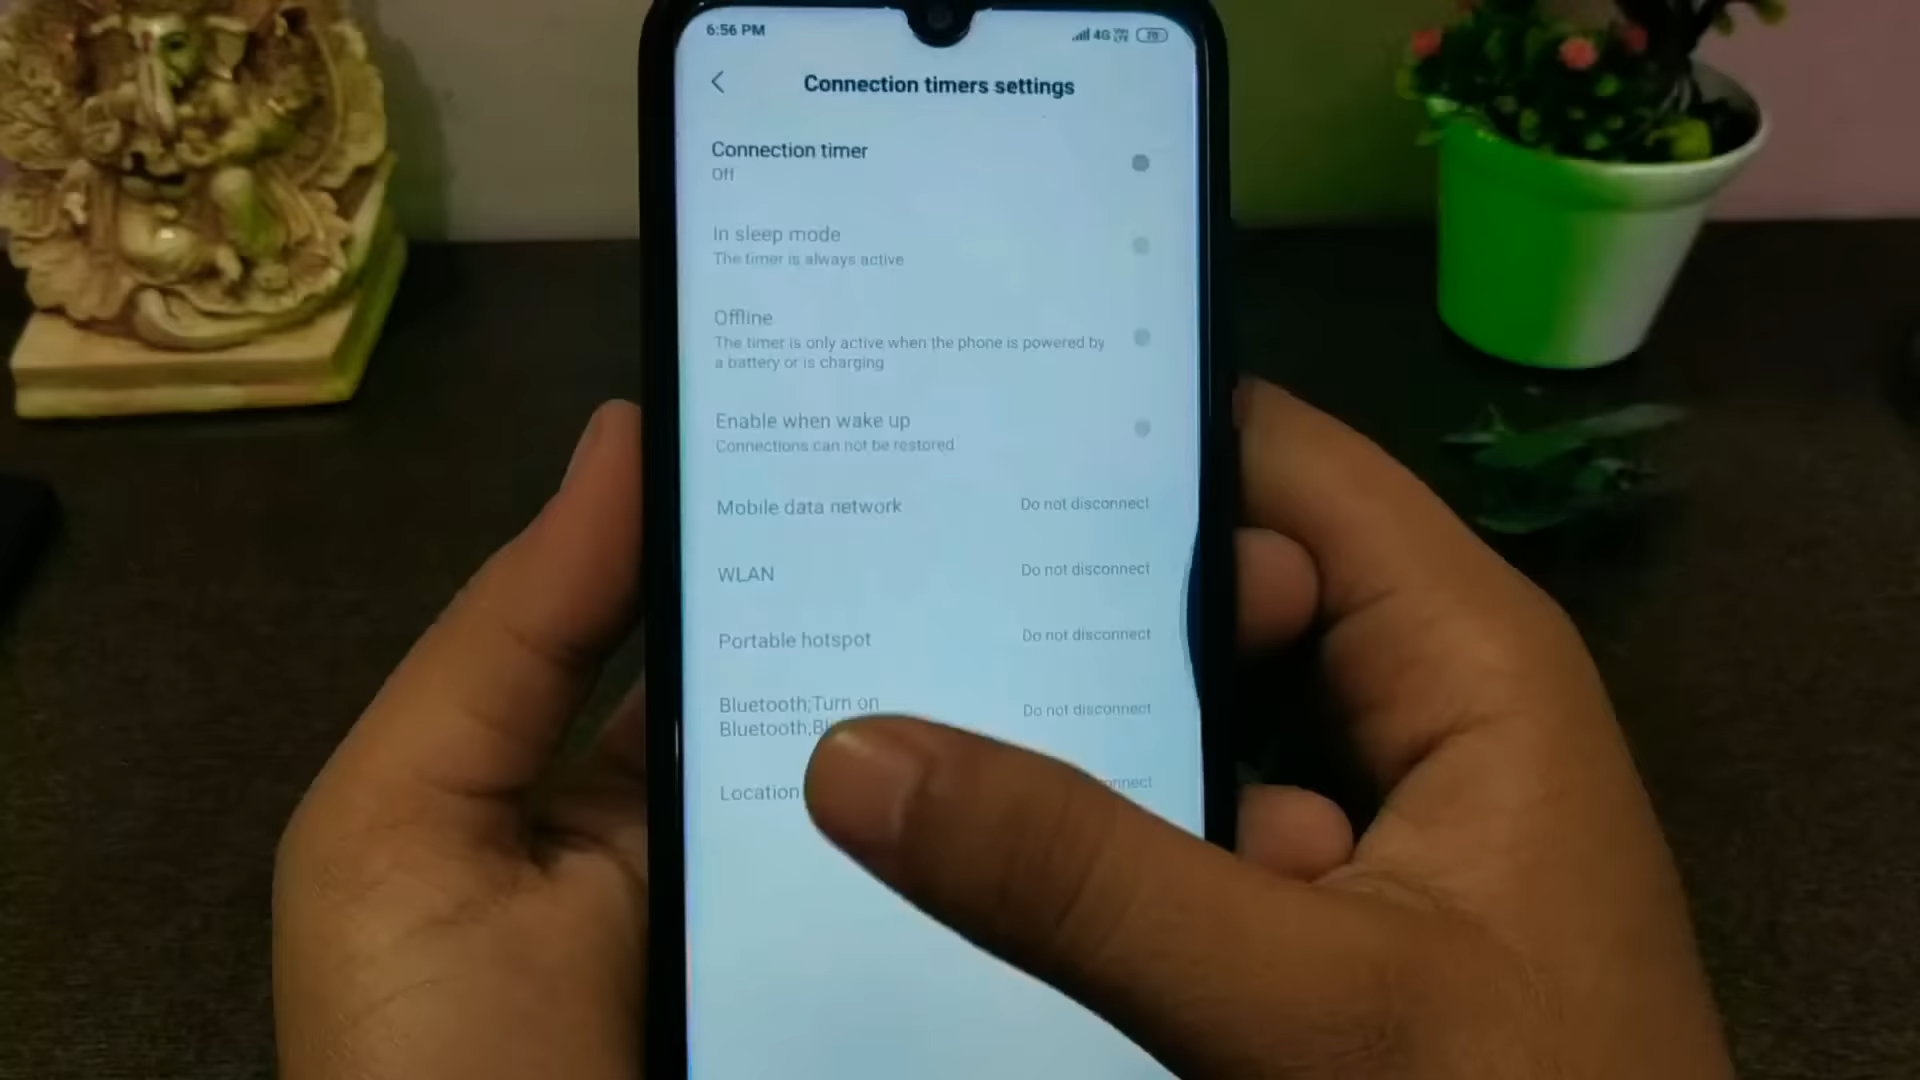 6:56 PM
4G
Connection timers settings
Connection timer
Off
In sleep mode
The timer is always active
Offline
The timer is only active when the phone is powered by
a battery or is charging
Enable when wake up
Connections can not be restored
Mobile data network
Do not disconnect
WLAN
Do not disconnect
Portable hotspot
Do not disconnect
Bluetooth;Turn on
Bluetooth;Bl
Do not disconnect
Location
onnect